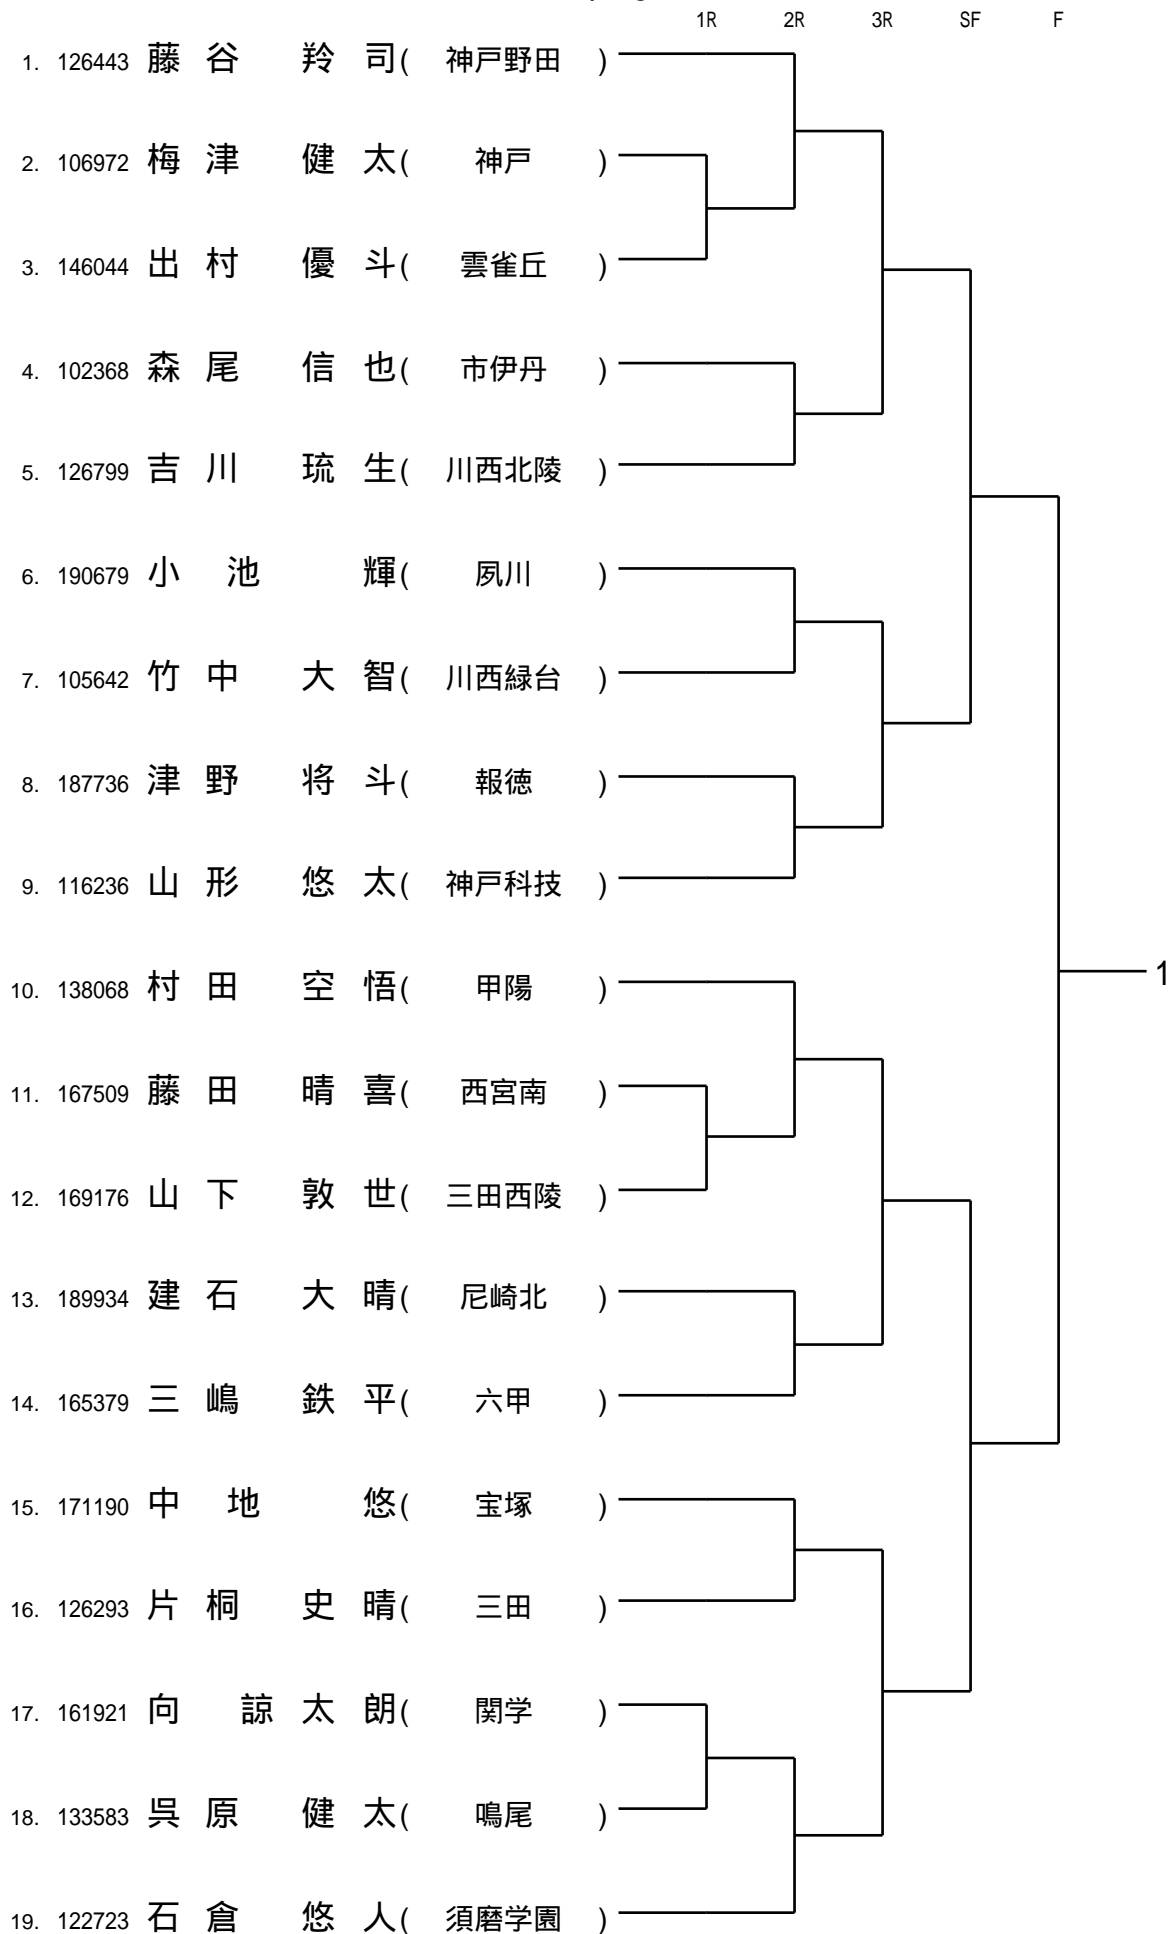 1R 2R 3R SF F
1. 126443 藤谷 羚司( 神戸野田 )
2. 106972 梅津 健太( 神戸 )
3. 146044 出村 優斗( 雲雀丘 )
4. 102368 森尾 信也( 市伊丹 )
5. 126799 吉川 琉生( 川西北陵 )
6. 190679 小池 輝( 夙川 )
7. 105642 竹中 大智( 川西緑台 )
8. 187736 津野 将斗( 報徳 )
9. 116236 山形 悠太( 神戸科技 )
10. 138068 村田 空悟( 甲陽 )
1
11. 167509 藤田 晴喜( 西宮南 )
12. 169176 山下 敦世( 三田西陵 )
13. 189934 建石 大晴( 尼崎北 )
14. 165379 三嶋 鉄平( 六甲 )
15. 171190 中地 悠( 宝塚 )
16. 126293 片桐 史晴( 三田 )
17. 161921 向 諒太朗( 関学 )
18. 133583 呉原 健太( 鳴尾 )
19. 122723 石倉 悠人( 須磨学園 )